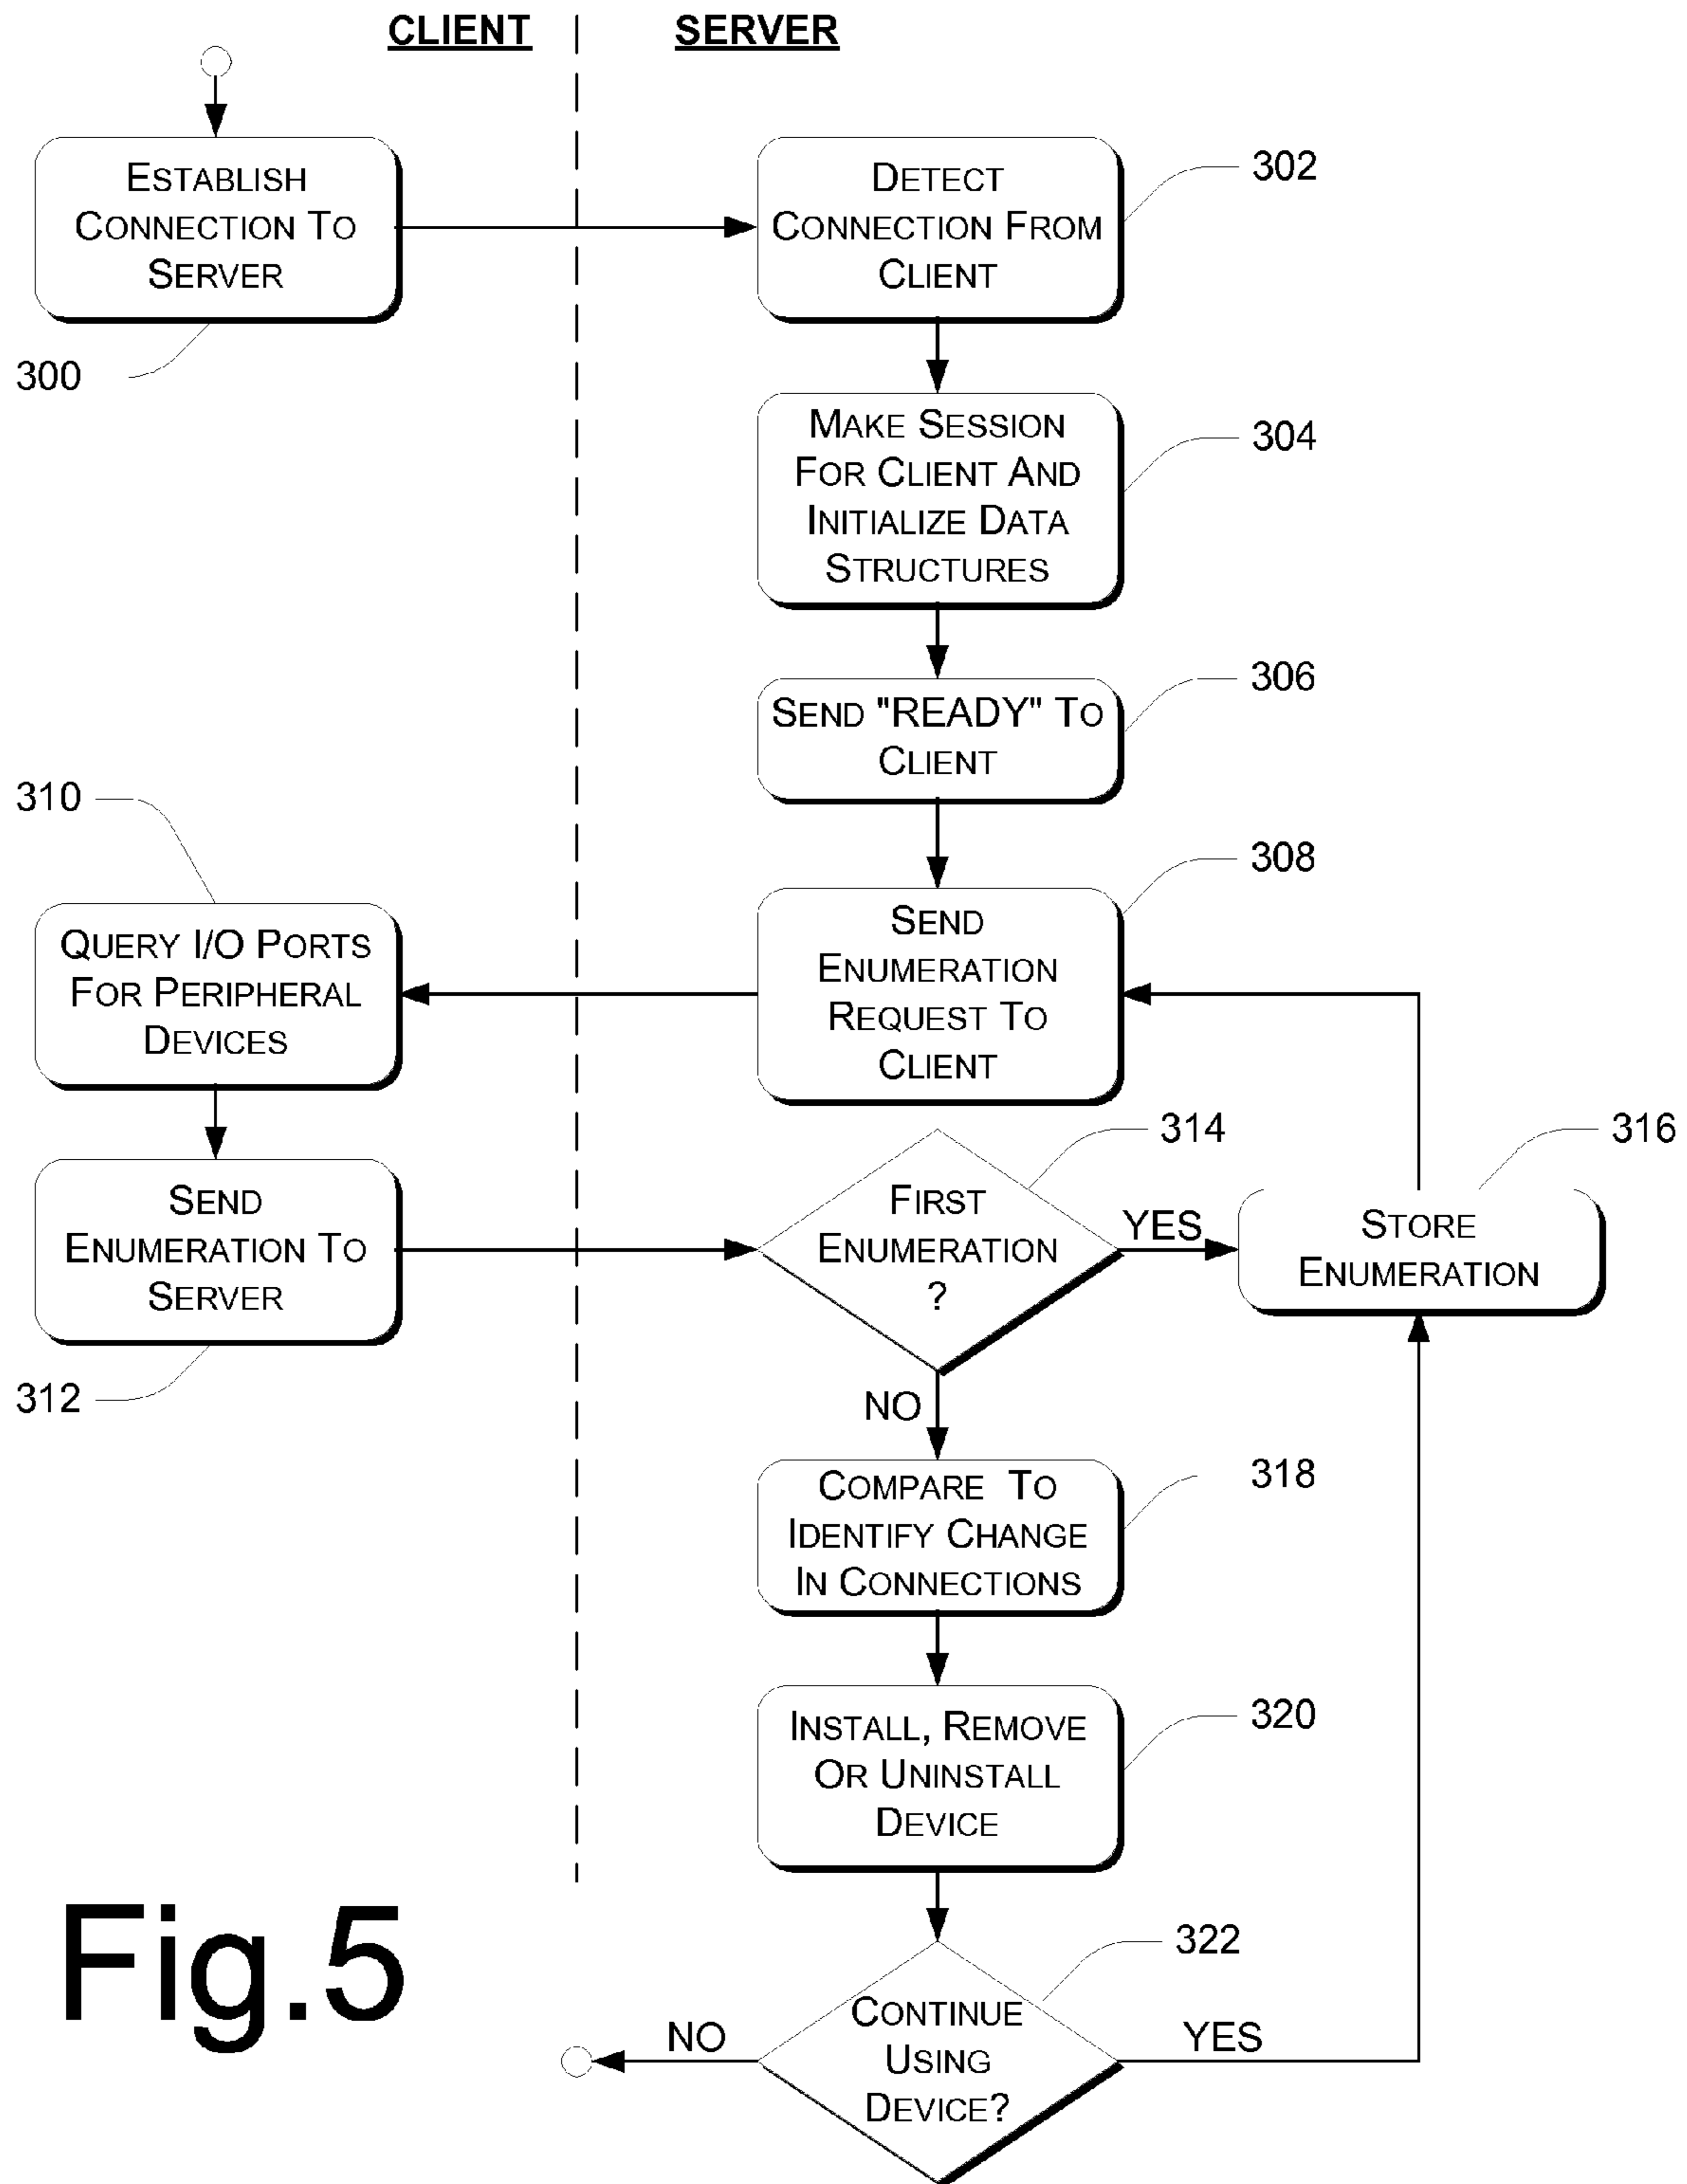 CLIENT
SERVER
ESTABLISH
CONNECTION TO
SERVER
300
DETECT
CONNECTION FROM
CLIENT
302
MAKE SESSION
FOR CLIENT AND
INITIALIZE DATA
STRUCTURES
304
SEND "READY" TO
CLIENT
306
SEND
ENUMERATION
REQUEST TO
CLIENT
308
310
QUERY I/O PORTS
FOR PERIPHERAL
DEVICES
SEND
ENUMERATION TO
SERVER
312
FIRST
ENUMERATION
?
314
YES
STORE
ENUMERATION
316
NO
COMPARE TO
IDENTIFY CHANGE
IN CONNECTIONS
318
INSTALL, REMOVE
OR UNINSTALL
DEVICE
320
CONTINUE
USING
DEVICE?
322
NO
YES
Fig.5